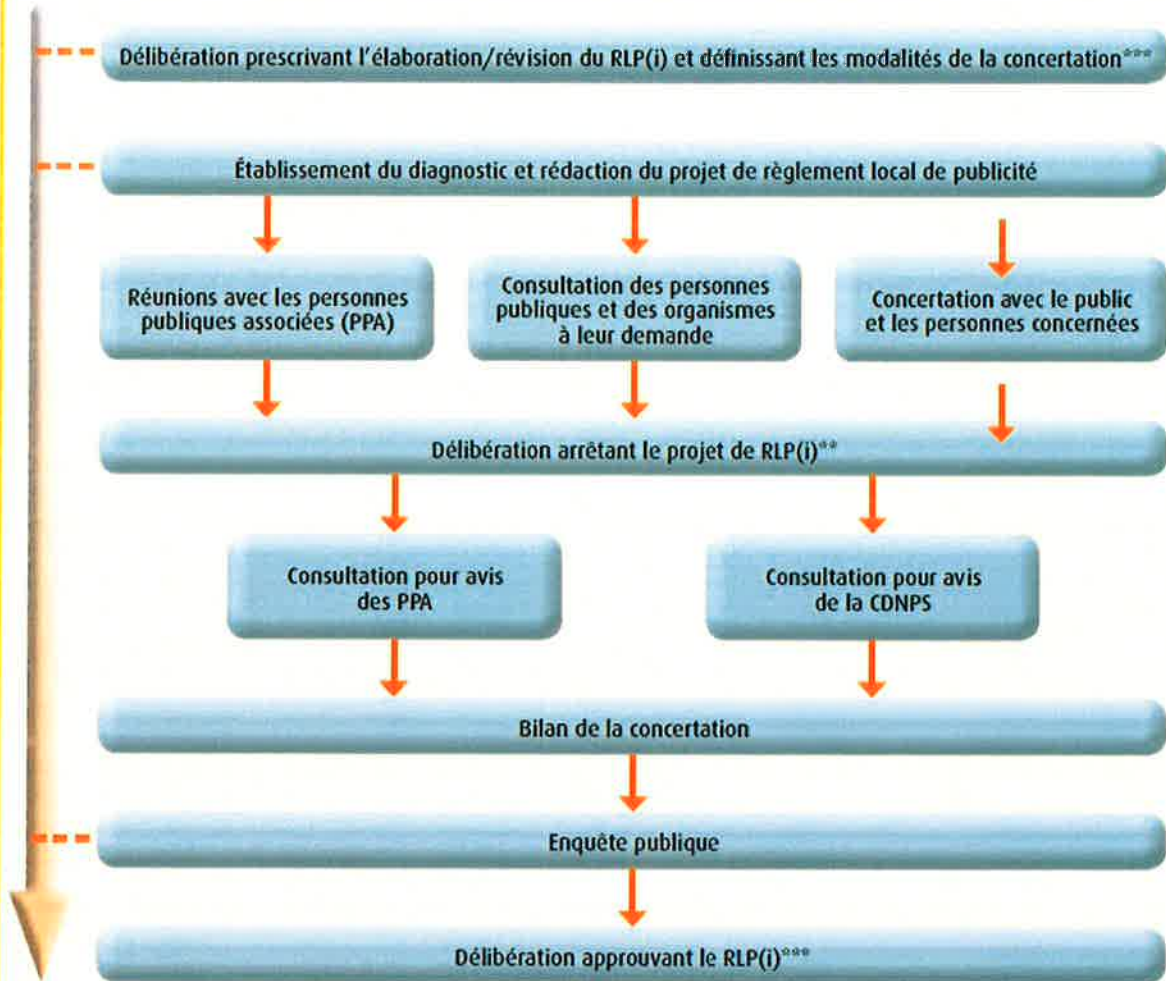 Délibération prescrivant l'élaboration/révision du RLP(i) et définissant les modalités de la concertation***
Établissement du diagnostic et rédaction du projet de règlement local de publicité
Réunions avec les personnes
publiques associées (PPA)
Consultation des personnes
publiques et des organismes
à leur demande
Concertation avec le public
et les personnes concernées
Délibération arrêtant le projet de RLP(i)**
Consultation pour avis
des PPA
Consultation pour avis
de la CDNPS
Bilan de la concertation
Enquête publique
Délibération approuvant le RLP(i)***